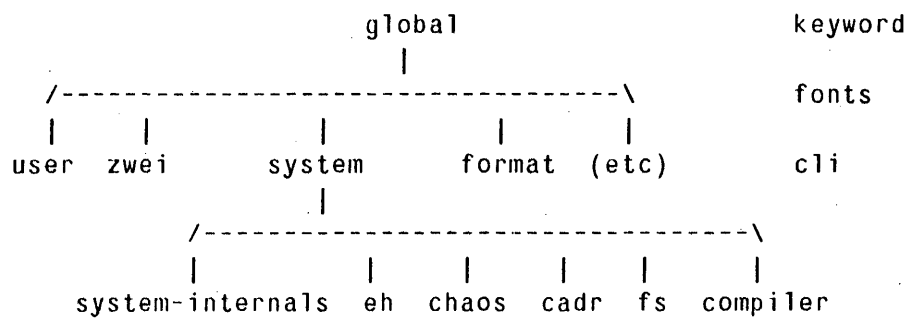 global keyword
fonts
user zwei system format (etc) cli
system-internals eh chaos cadr fs compiler